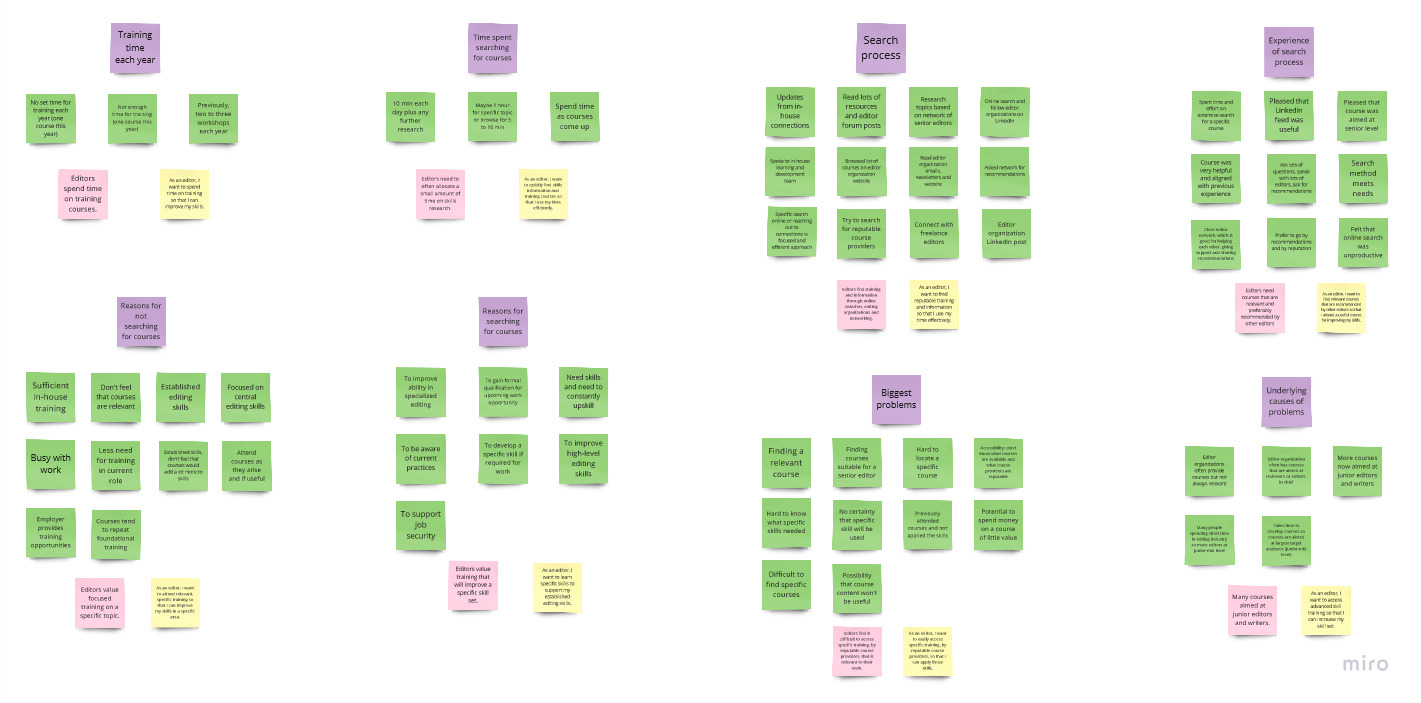 Training
time
each year
No set time for
training each
year (one
course this
year)
Not enough
time for training
(one course this
year)
Previously,
two to three
workshops
each year
Editors
spend time
on training
courses.
As an editor, I
want to spend
time on training
so that I can
improve my skills.
Time spent
searching
for courses
10 min each
day plus any
further
research
Maybe 1 hour
for specific topic
or browse for 5
to 10 min
Spend time
as courses
come up
Editors need to
often allocate a
small amount of
time on skills
research.
As an editor, I want
to quickly find skills
information and
training courses so
that I use my time
efficiently.
Search
process
Updates
from in-
house
connections
Read lots of
resources
and editor
forum posts
Research
topics based
on network of
senior editors
Online search and
follow editor
organizations on
LinkedIn
Spoke to in-house
learning and
development
team
Browsed list of
courses on editor
organization
website
Read editor
organization
emails,
newsletters and
website
Asked network for
recommendations
Specific search
online or reaching
out to
connections is
focused and
efficient approach
Try to search
for reputable
course
providers
Connect with
freelance
editors
Editor
organization
LinkedIn post
Editors find training
and information
through online
searches, editing
organizations and
networking.
As an editor, I
want to find
reputable training
and information
so that I use my
time effectively.
Experience
of search
process
Spent time and
effort on
extensive search
for a specific
course
Pleased that
LinkedIn
feed was
useful
Pleased that
course was
aimed at
senior level
Course was
very helpful
and aligned
with previous
experience
Ask lots of
questions, speak
with lots of
editors, ask for
recommendations
Search
method
meets
needs
Close editor
network, which is
good for helping
each other, giving
support and sharing
recommendations
Prefer to go by
recommendations
and by reputation
Felt that
online search
was
unproductive
Editors need
courses that are
relevant and
preferably
recommended by
other editors
As an editor, I want to
find relevant courses
that are recommended
by other editors so that
I attend a useful course
for improving my skills.
Reasons for
not
searching
for courses
Sufficient
in-house
training
Don't feel
that courses
are relevant
Established
editing
skills
Focused on
central
editing skills
Busy with
work
Less need
for training
in current
role
Established skills,
don't feel that
courses would
add a lot more to
skills
Attend
courses as
they arise
and if useful
Employer
provides
training
opportunities
Courses tend
to repeat
foundational
training
Editors value
focused
training on a
specific topic.
As an editor, I want
to attend relevant,
specific training so
that I can improve
my skills in a specific
area.
Reasons for
searching
for courses
To improve
ability in
specialized
editing
To gain formal
qualification for
upcoming work
opportunity
Need skills
and need to
constantly
upskill
To be aware
of current
practices
To develop a
specific skill if
required for
work
To improve
high-level
editing
skills
To support
job
security
Editors value
training that
will improve a
specific skill
set.
As an editor, I
want to learn
specific skills to
support my
established
editing skills.
Biggest
problems
Finding a
relevant
course
Finding
courses
suitable for a
senior editor
Hard to
locate a
specific
course
Accessibility: don't
know what courses
are available and
what course
providers are
reputable
Hard to know
what specific
skills needed
No certainty
that specific
skill will be
used
Previously
attended
courses and not
applied the skills
Potential to
spend money
on a course
of little value
Difficult to
find specific
courses
Possibility
that course
content won't
be useful
Editors find it
difficult to access
specific training, by
reputable course
providers, that is
relevant to their
work.
As an editor, I want
to easily access
specific training, by
reputable course
providers, so that I
can apply those
skills.
Underlying
causes of
problems
Editor
organizations
often provide
courses but not
always relevant
Editor organization
often has courses
that are aimed at
reviewers or editors
More courses
now aimed at
junior editors
and writers
Many people
spending short time
in editing industry
so more editors at
junior-mid level
Takes time to
develop courses so
courses are aimed
at largest target
audience (junior-mid
level)
Many courses
aimed at
junior editors
and writers.
As an editor, I
want to access
advanced skill
training so that I
can increase my
skill set.
miro